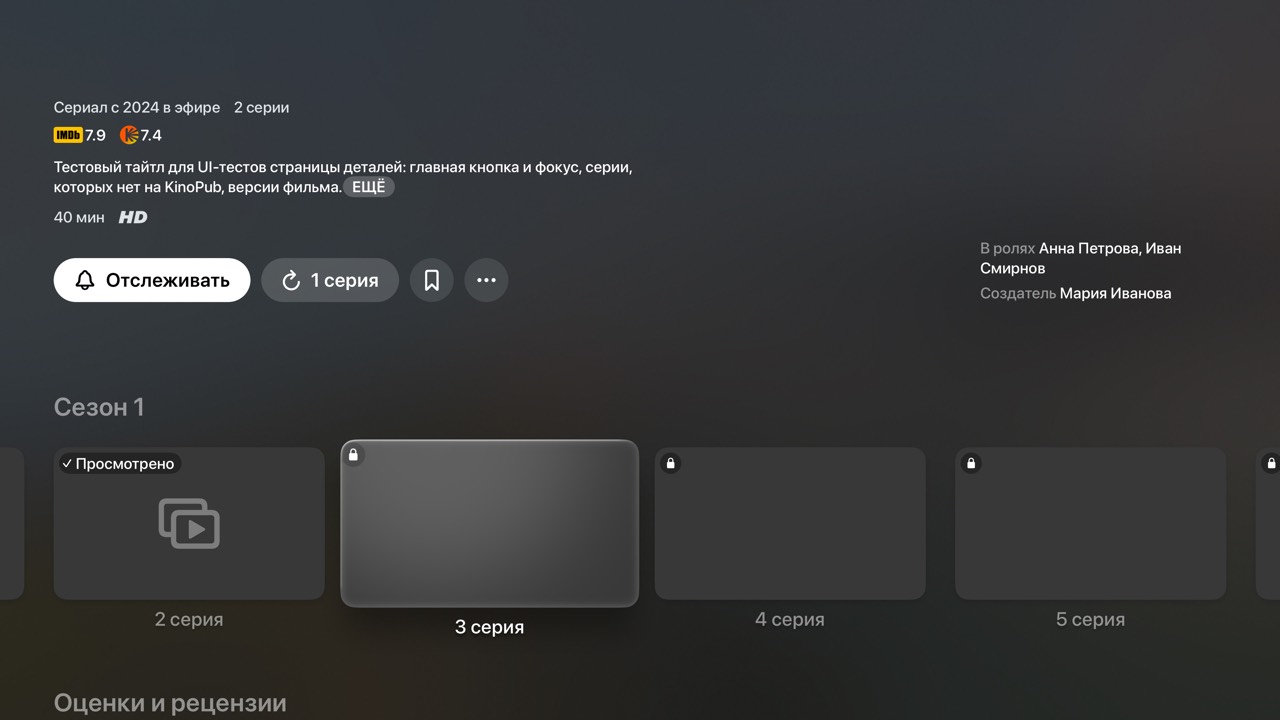 Сериал с 2024 в эфире 2 серии
IMDb 7.9 7.4
Тестовый тайтл для UI-тестов страницы деталей: главная кнопка и фокус, серии,
которых нет на KinoPub, версии фильма. ЕЩЁ
40 мин HD
В ролях Анна Петрова, Иван
Смирнов
Создатель Мария Иванова
Отслеживать 1 серия
Сезон 1
Просмотрено
2 серия
3 серия
4 серия
5 серия
Оценки и рецензии